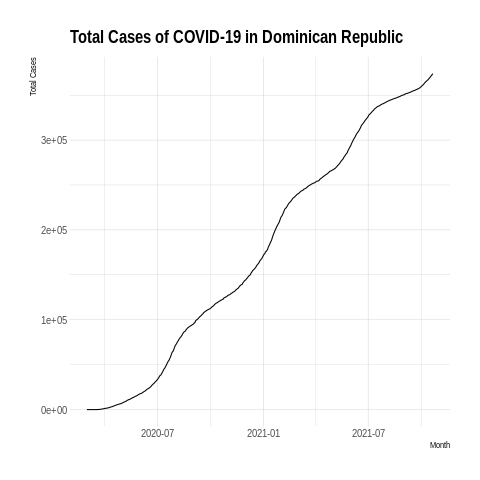 Total Cases of COVID-19 in Dominican Republic
Total Cases
3e+05
2e+05
1e+05
0e+00
2020-07 2021-01 2021-07
Month